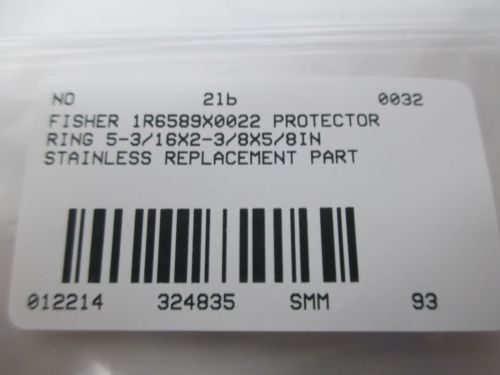 NO 2lb 0032
FISHER 1R6589X0022 PROTECTOR
RING 5-3/16X2-3/8X5/8IN
STAINLESS REPLACEMENT PART
012214 324835 SMM 93